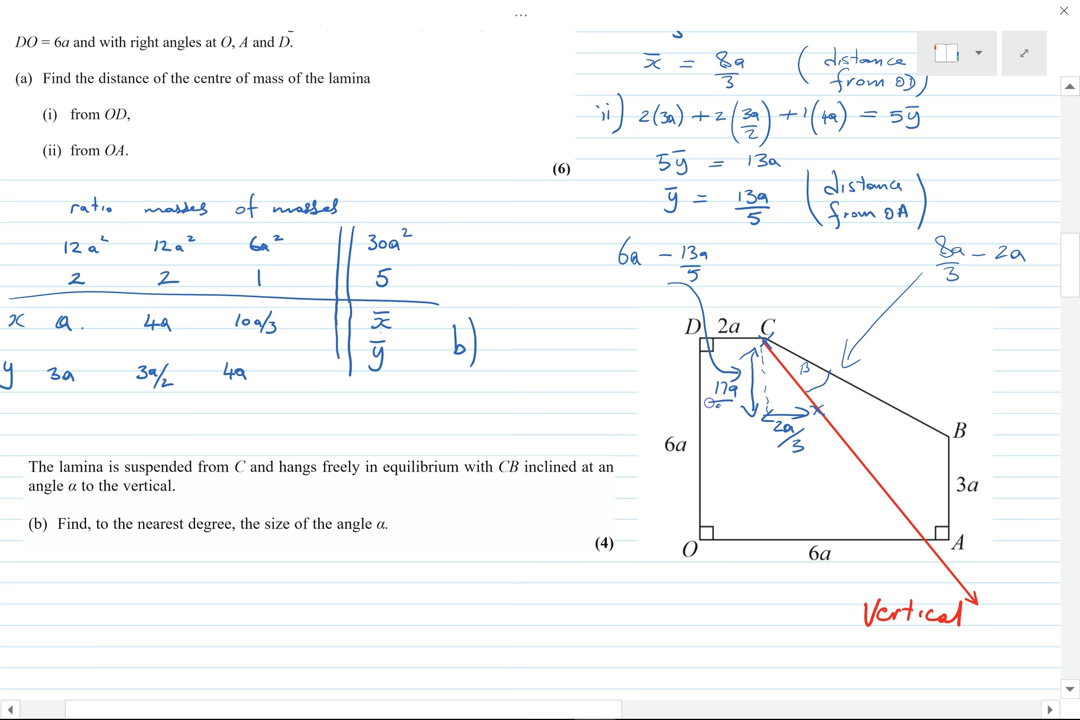 DO = 6a and with right angles at O, A and D.
(a) Find the distance of the centre of mass of the lamina
(i) from OD,
(ii) from OA.
(6)
ratio masses of masses
12a² 12a² 6a² 30a²
2 2 1 5
x a. 4a 10a/3 x̄
y 3a 3a/2 4a ȳ
The lamina is suspended from C and hangs freely in equilibrium with CB inclined at an
angle α to the vertical.
(b) Find, to the nearest degree, the size of the angle α.
(4)
x̄ = 8a/3 (distance
from OD)
ii) 2(3a) + 2(3a/2) + 1(4a) = 5ȳ
5ȳ = 13a
ȳ = 13a/5 (distance
from OA)
6a - 13a/5
8a/3 - 2a
b)
D 2a C
B
17a
2a/3
6a
B
3a
O 6a A
Vertical